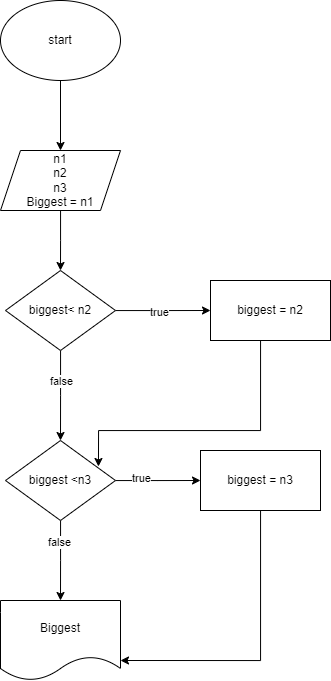 start
n1
n2
n3
Biggest = n1
biggest< n2
true
biggest = n2
false
biggest <n3
true
biggest = n3
false
Biggest